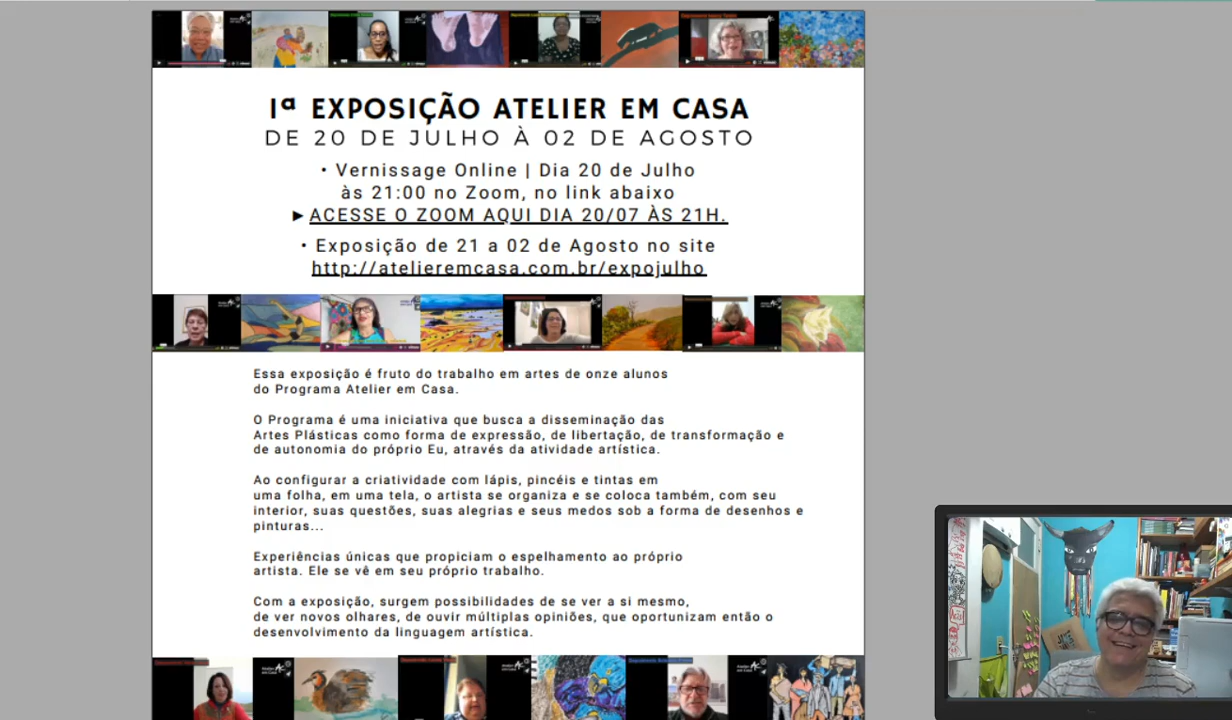 1ª EXPOSIÇÃO ATELIER EM CASA
DE 20 DE JULHO À 02 DE AGOSTO
• Vernissage Online | Dia 20 de Julho
às 21:00 no Zoom, no link abaixo
►ACESSE O ZOOM AQUI DIA 20/07 ÀS 21H.
• Exposição de 21 a 02 de Agosto no site
http://atelieremcasa.com.br/expojulho
Essa exposição é fruto do trabalho em artes de onze alunos
do Programa Atelier em Casa.
O Programa é uma iniciativa que busca a disseminação das
Artes Plásticas como forma de expressão, de libertação, de transformação e
de autonomia do próprio Eu, através da atividade artística.
Ao configurar a criatividade com lápis, pincéis e tintas em
uma folha, em uma tela, o artista se organiza e se coloca também, com seu
interior, suas questões, suas alegrias e seus medos sob a forma de desenhos e
pinturas...
Experiências únicas que propiciam o espelhamento ao próprio
artista. Ele se vê em seu próprio trabalho.
Com a exposição, surgem possibilidades de se ver a si mesmo,
de ver novos olhares, de ouvir múltiplas opiniões, que oportunizam então o
desenvolvimento da linguagem artística.